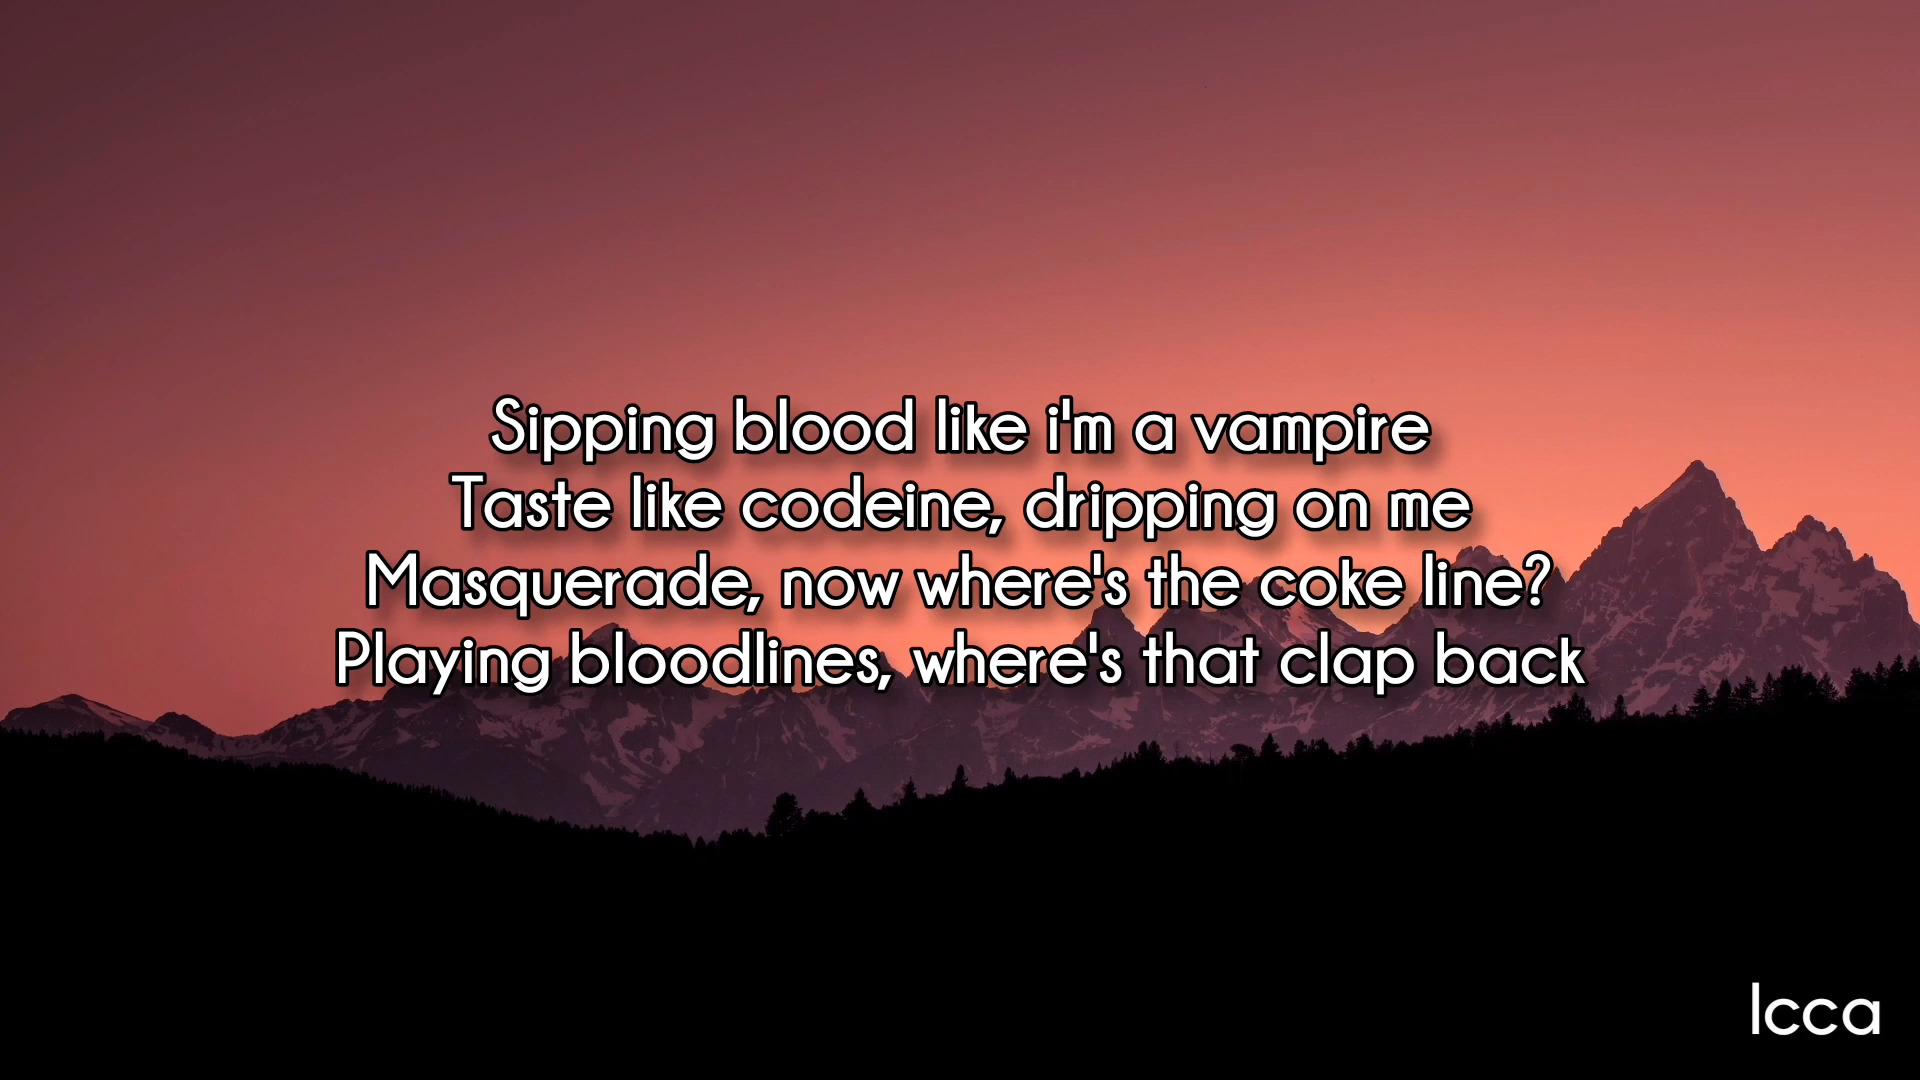 Sipping blood like i'm a vampire
Taste like codeine, dripping on me
Masquerade, now where's the coke line?
Playing bloodlines, where's that clap back
lcca